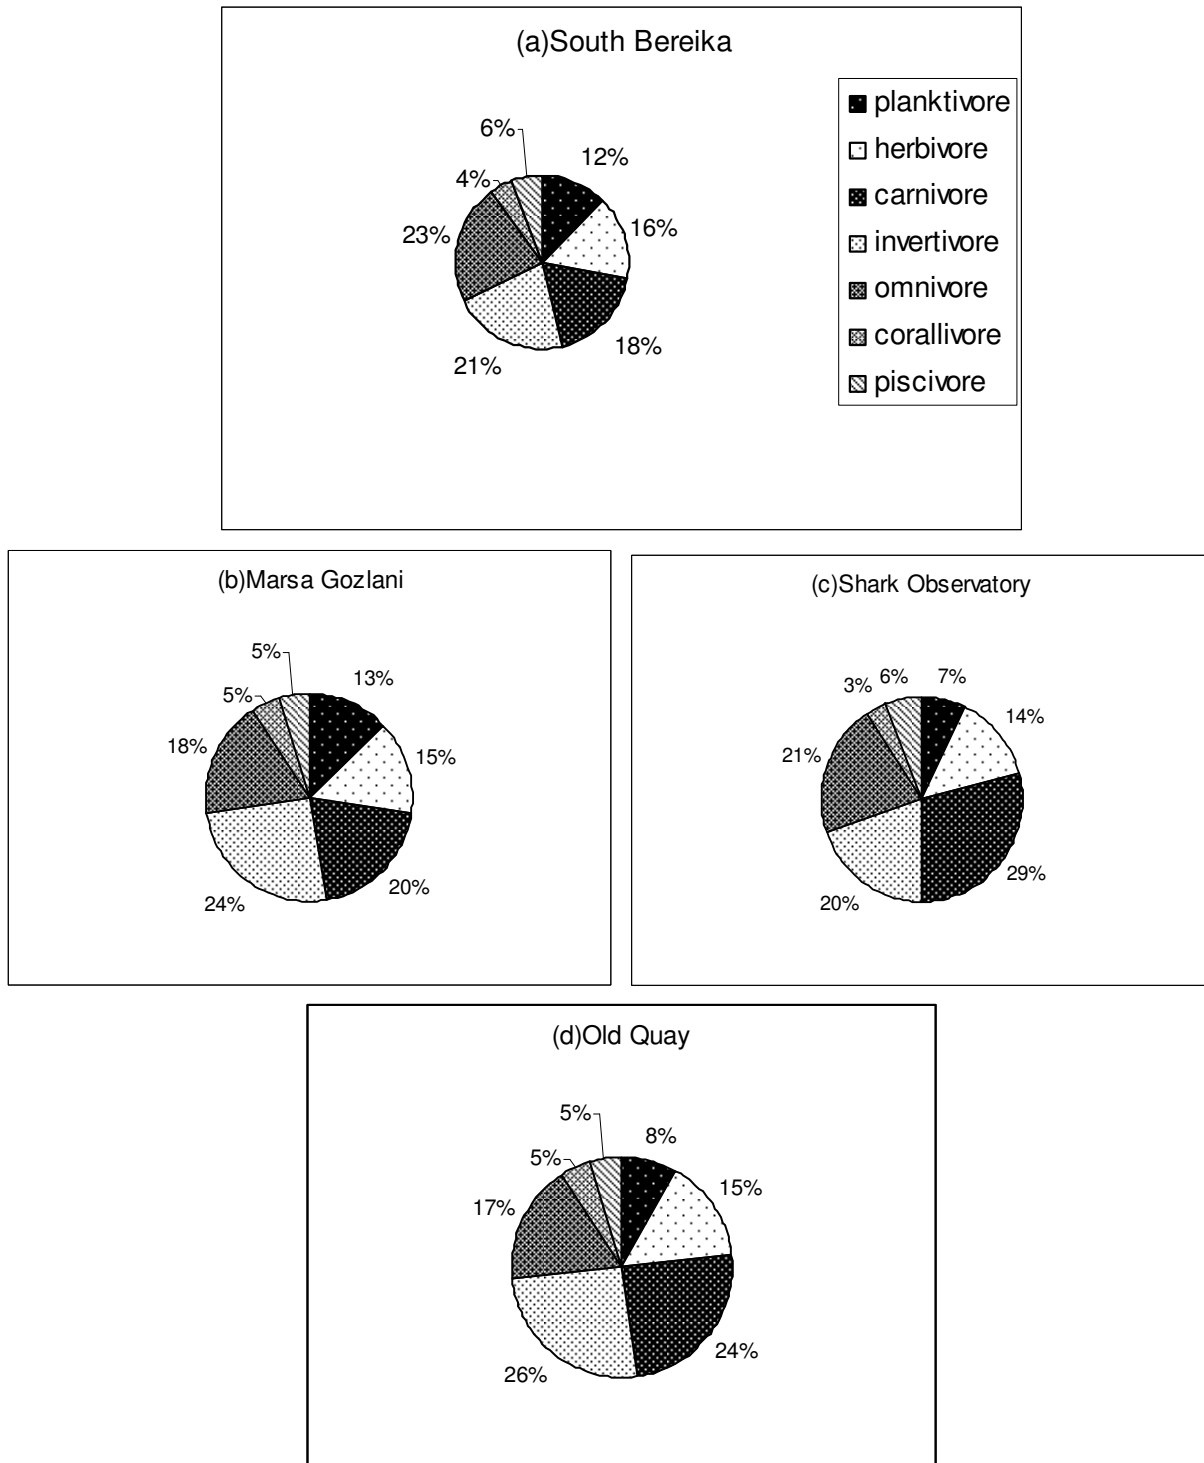 (a)South Bereika
planktivore
herbivore
carnivore
invertivore
omnivore
corallivore
piscivore
6%
12%
4%
16%
23%
18%
21%
(b)Marsa Gozlani
5%
13%
5%
18%
15%
20%
24%
(c)Shark Observatory
3%
6%
7%
14%
21%
29%
20%
(d)Old Quay
5%
8%
5%
15%
17%
24%
26%